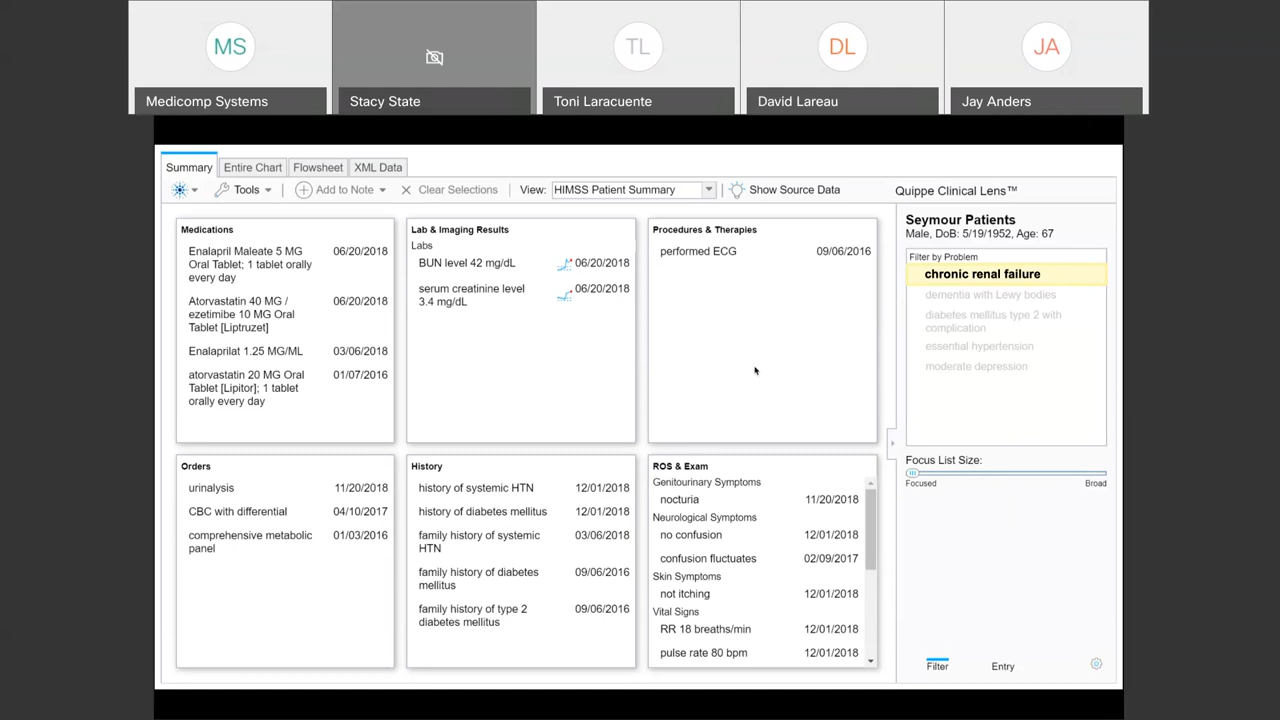 MS
TL
DL
JA
Medicomp Systems
Stacy State
Toni Laracuente
David Lareau
Jay Anders
Summary
Entire Chart
Flowsheet
XML Data
Tools
Add to Note
Clear Selections
View:
HIMSS Patient Summary
Show Source Data
Quippe Clinical Lens™
Medications
Enalapril Maleate 5 MG 06/20/2018
Oral Tablet; 1 tablet orally
every day
Atorvastatin 40 MG / 06/20/2018
ezetimibe 10 MG Oral
Tablet [Liptruzet]
Enalaprilat 1.25 MG/ML 03/06/2018
atorvastatin 20 MG Oral 01/07/2016
Tablet [Lipitor]; 1 tablet
orally every day
Lab & Imaging Results
Labs
BUN level 42 mg/dL 06/20/2018
serum creatinine level 06/20/2018
3.4 mg/dL
Procedures & Therapies
performed ECG 09/06/2016
Seymour Patients
Male, DoB: 5/19/1952, Age: 67
Filter by Problem
chronic renal failure
dementia with Lewy bodies
diabetes mellitus type 2 with
complication
essential hypertension
moderate depression
Focus List Size:
Focused Broad
Orders
urinalysis 11/20/2018
CBC with differential 04/10/2017
comprehensive metabolic 01/03/2016
panel
History
history of systemic HTN 12/01/2018
history of diabetes mellitus 12/01/2018
family history of systemic 03/06/2018
HTN
family history of diabetes 09/06/2016
mellitus
family history of type 2 09/06/2016
diabetes mellitus
ROS & Exam
Genitourinary Symptoms
nocturia 11/20/2018
Neurological Symptoms
no confusion 12/01/2018
confusion fluctuates 02/09/2017
Skin Symptoms
not itching 12/01/2018
Vital Signs
RR 18 breaths/min 12/01/2018
pulse rate 80 bpm 12/01/2018
Filter
Entry